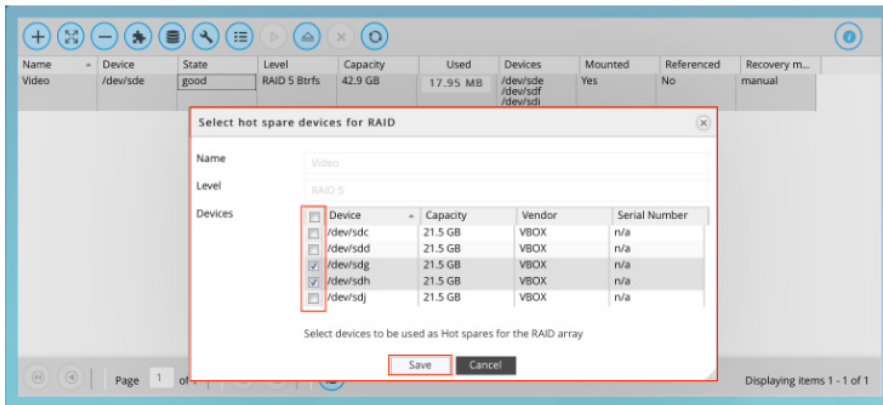 Name Device State Level Capacity Used Devices Mounted Referenced Recovery m...
Video /dev/sde good RAID 5 Btrfs 42.9 GB 17.95 MB /dev/sde Yes No manual
/dev/sdf
/dev/sdi
Select hot spare devices for RAID
Name Video
Level RAID 5
Devices
Device Capacity Vendor Serial Number
/dev/sdc 21.5 GB VBOX n/a
/dev/sdd 21.5 GB VBOX n/a
/dev/sdg 21.5 GB VBOX n/a
/dev/sdh 21.5 GB VBOX n/a
/dev/sdj 21.5 GB VBOX n/a
Select devices to be used as Hot spares for the RAID array
Save Cancel
Page 1 of Displaying items 1 - 1 of 1